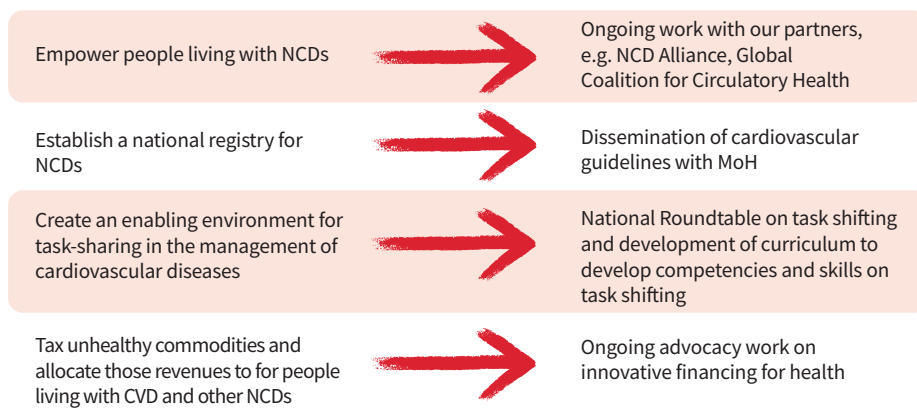 Empower people living with NCDs
Ongoing work with our partners,
e.g. NCD Alliance, Global
Coalition for Circulatory Health
Establish a national registry for
NCDs
Dissemination of cardiovascular
guidelines with MoH
Create an enabling environment for
task-sharing in the management of
cardiovascular diseases
National Roundtable on task shifting
and development of curriculum to
develop competencies and skills on
task shifting
Tax unhealthy commodities and
allocate those revenues to for people
living with CVD and other NCDs
Ongoing advocacy work on
innovative financing for health